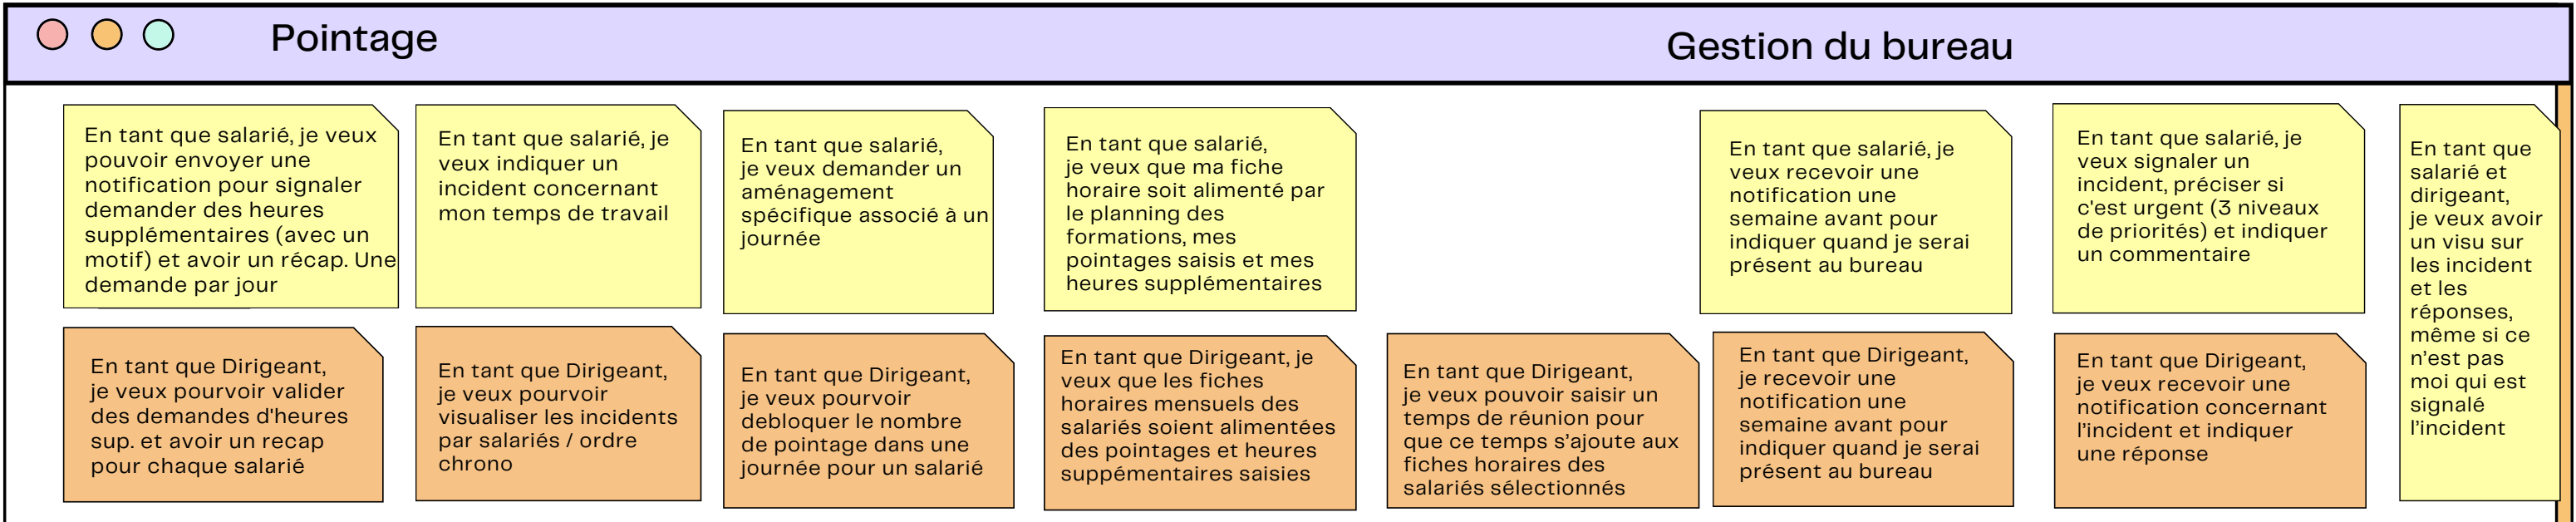 Pointage
Gestion du bureau
En tant que salarié, je veux
pouvoir envoyer une
notification pour signaler
demander des heures
supplémentaires (avec un
motif) et avoir un récap. Une
demande par jour
En tant que salarié, je
veux indiquer un
incident concernant
mon temps de travail
En tant que salarié,
je veux demander un
aménagement
spécifique associé à un
journée
En tant que salarié,
je veux que ma fiche
horaire soit alimenté par
le planning des
formations, mes
pointages saisis et mes
heures supplémentaires
En tant que salarié, je
veux recevoir une
notification une
semaine avant pour
indiquer quand je serai
présent au bureau
En tant que salarié, je
veux signaler un
incident, préciser si
c'est urgent (3 niveaux
de priorités) et indiquer
un commentaire
En tant que
salarié et
dirigeant,
je veux avoir
un visu sur
les incident
et les
réponses,
même si ce
n'est pas
moi qui est
signalé
l'incident
En tant que Dirigeant,
je veux pourvoir valider
des demandes d'heures
sup. et avoir un recap
pour chaque salarié
En tant que Dirigeant,
je veux pourvoir
visualiser les incidents
par salariés / ordre
chrono
En tant que Dirigeant,
je veux pourvoir
debloquer le nombre
de pointage dans une
journée pour un salarié
En tant que Dirigeant, je
veux que les fiches
horaires mensuels des
salariés soient alimentées
des pointages et heures
suppémentaires saisies
En tant que Dirigeant,
je veux pouvoir saisir un
temps de réunion pour
que ce temps s'ajoute aux
fiches horaires des
salariés sélectionnés
En tant que Dirigeant,
je recevoir une
notification une
semaine avant pour
indiquer quand je serai
présent au bureau
En tant que Dirigeant,
je veux recevoir une
notification concernant
l'incident et indiquer
une réponse